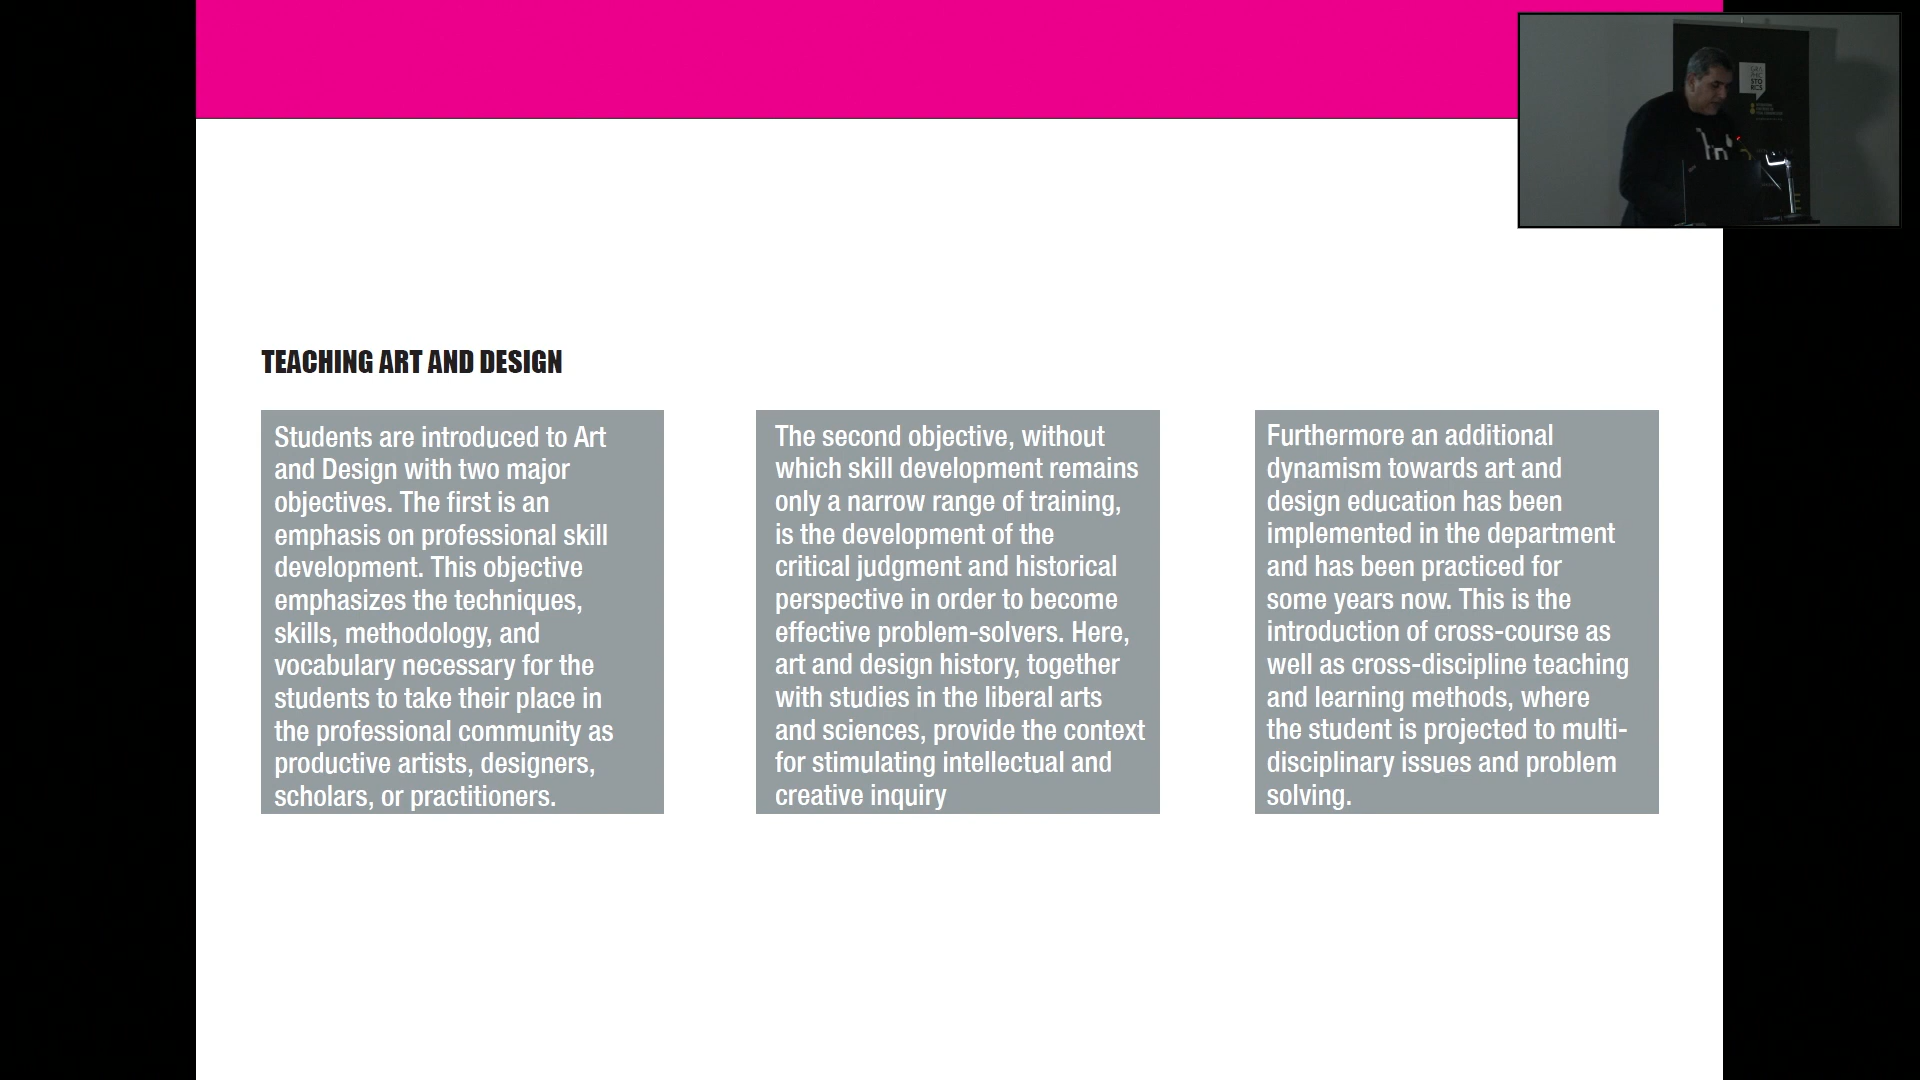 TEACHING ART AND DESIGN
Students are introduced to Art
and Design with two major
objectives. The first is an
emphasis on professional skill
development. This objective
emphasizes the techniques,
skills, methodology, and
vocabulary necessary for the
students to take their place in
the professional community as
productive artists, designers,
scholars, or practitioners.
The second objective, without
which skill development remains
only a narrow range of training,
is the development of the
critical judgment and historical
perspective in order to become
effective problem-solvers. Here,
art and design history, together
with studies in the liberal arts
and sciences, provide the context
for stimulating intellectual and
creative inquiry
Furthermore an additional
dynamism towards art and
design education has been
implemented in the department
and has been practiced for
some years now. This is the
introduction of cross-course as
well as cross-discipline teaching
and learning methods, where
the student is projected to multi-
disciplinary issues and problem
solving.